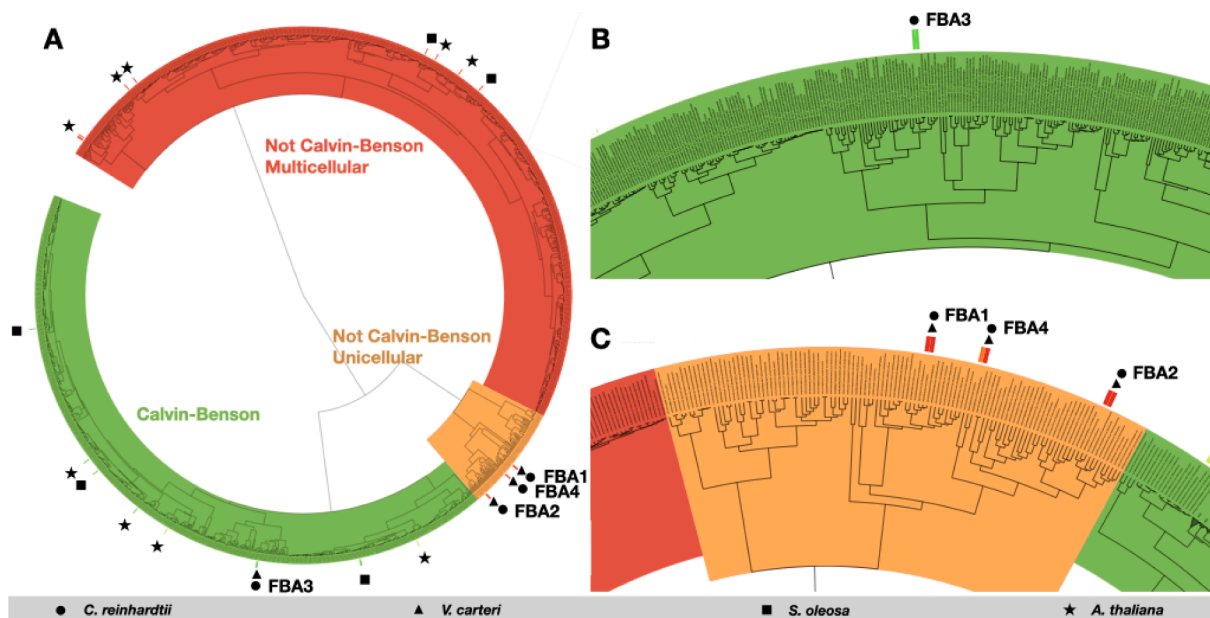 A
Not Calvin-Benson
Multicellular
Not Calvin-Benson
Unicellular
Calvin-Benson
FBA1
FBA4
FBA2
FBA3
B
FBA3
C
FBA1
FBA4
FBA2
C. reinhardtii V. carteri S. oleosa A. thaliana